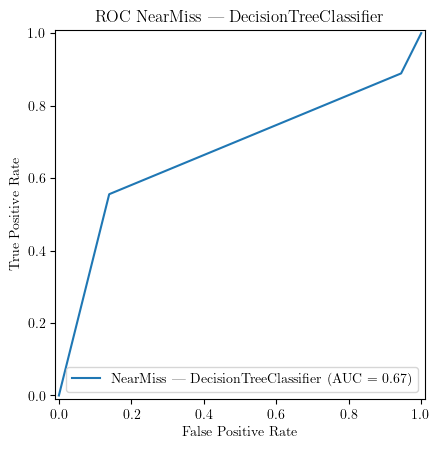 ROC NearMiss — DecisionTreeClassifier
1.0
0.8
0.6
0.4
0.2
0.0
True Positive Rate
NearMiss — DecisionTreeClassifier (AUC = 0.67)
0.0 0.2 0.4 0.6 0.8 1.0
False Positive Rate